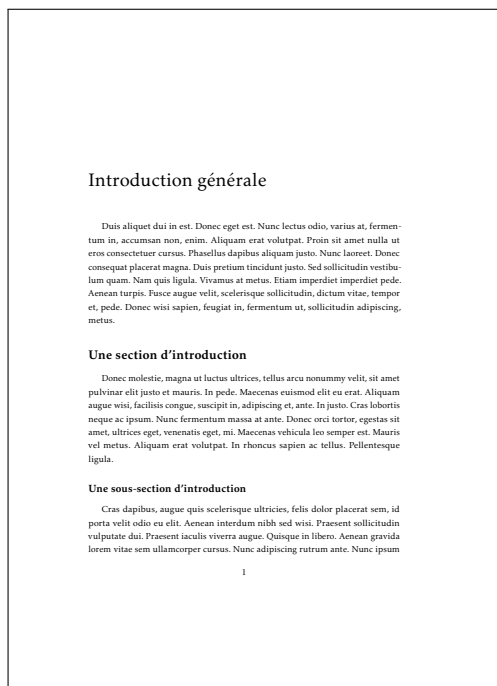 Introduction générale
Duis aliquet dui in est. Donec eget est. Nunc lectus odio, varius at, fermen-
tum in, accumsan non, enim. Aliquam erat volutpat. Proin sit amet nulla ut
eros consectetuer cursus. Phasellus dapibus aliquam justo. Nunc laoreet. Donec
consequat placerat magna. Duis pretium tincidunt justo. Sed sollicitudin vestibu-
lum quam. Nam quis ligula. Vivamus at metus. Etiam imperdiet imperdiet pede.
Aenean turpis. Fusce augue velit, scelerisque sollicitudin, dictum vitae, tempor
et, pede. Donec wisi sapien, feugiat in, fermentum ut, sollicitudin adipiscing,
metus.
Une section d’introduction
Donec molestie, magna ut luctus ultrices, tellus arcu nonummy velit, sit amet
pulvinar elit justo et mauris. In pede. Maecenas euismod elit eu erat. Aliquam
augue wisi, facilisis congue, suscipit in, adipiscing et, ante. In justo. Cras lobortis
neque ac ipsum. Nunc fermentum massa at ante. Donec orci tortor, egestas sit
amet, ultrices eget, venenatis eget, mi. Maecenas vehicula leo semper est. Mauris
vel metus. Aliquam erat volutpat. In rhoncus sapien ac tellus. Pellentesque
ligula.
Une sous-section d’introduction
Cras dapibus, augue quis scelerisque ultricies, felis dolor placerat sem, id
porta velit odio eu elit. Aenean interdum nibh sed wisi. Praesent sollicitudin
vulputate dui. Praesent iaculis viverra augue. Quisque in libero. Aenean gravida
lorem vitae sem ullamcorper cursus. Nunc adipiscing rutrum ante. Nunc ipsum
1